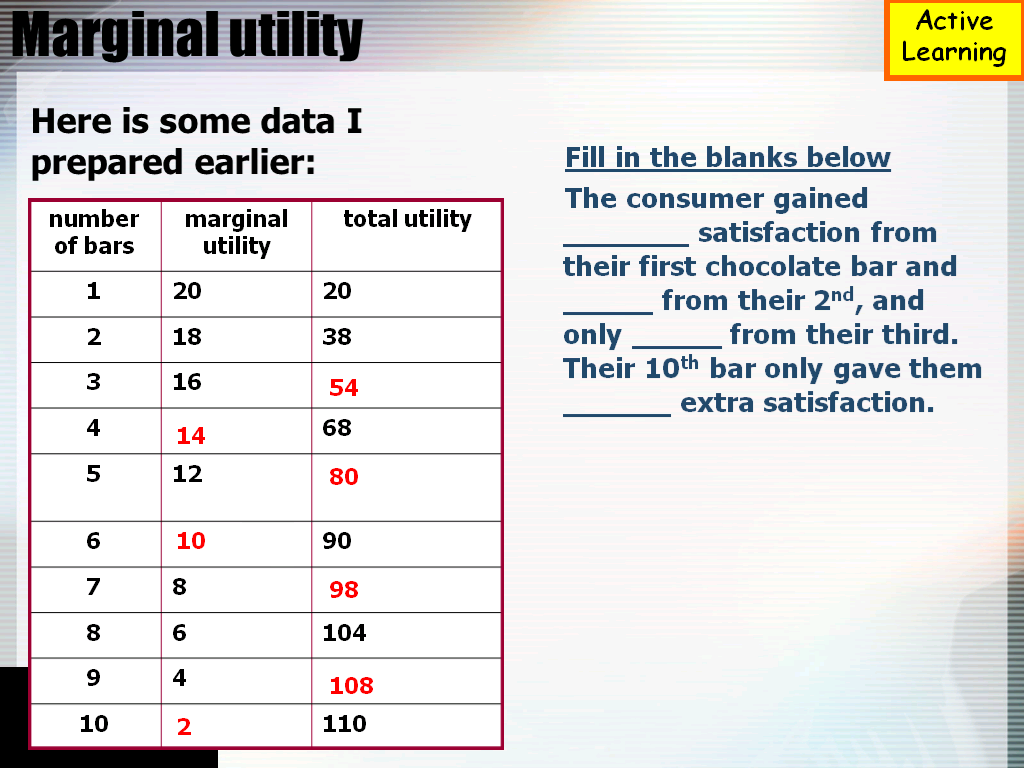 Marginal utility
Active
Learning
Here is some data I
prepared earlier:
number of bars	marginal utility	total utility
1	20	20
2	18	38
3	16	54
4	14	68
5	12	80
6	10	90
7	8	98
8	6	104
9	4	108
10	2	110
Fill in the blanks below
The consumer gained
_______ satisfaction from
their first chocolate bar and
_____ from their 2nd, and
only _____ from their third.
Their 10th bar only gave them
______ extra satisfaction.